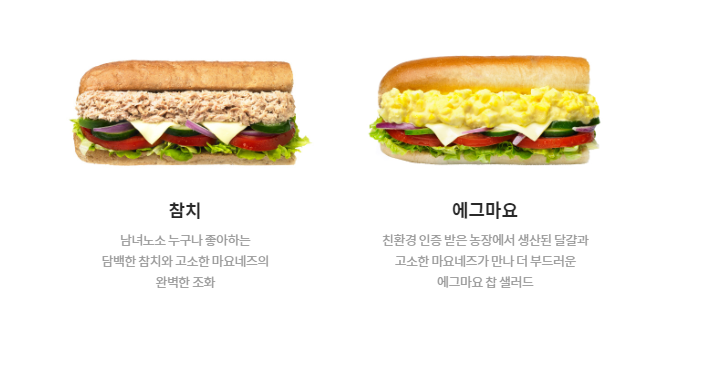 참치
남녀노소 누구나 좋아하는
담백한 참치와 고소한 마요네즈의
완벽한 조화
에그마요
친환경 인증 받은 농장에서 생산된 달걀과
고소한 마요네즈가 만나 더 부드러운
에그마요 찹 샐러드